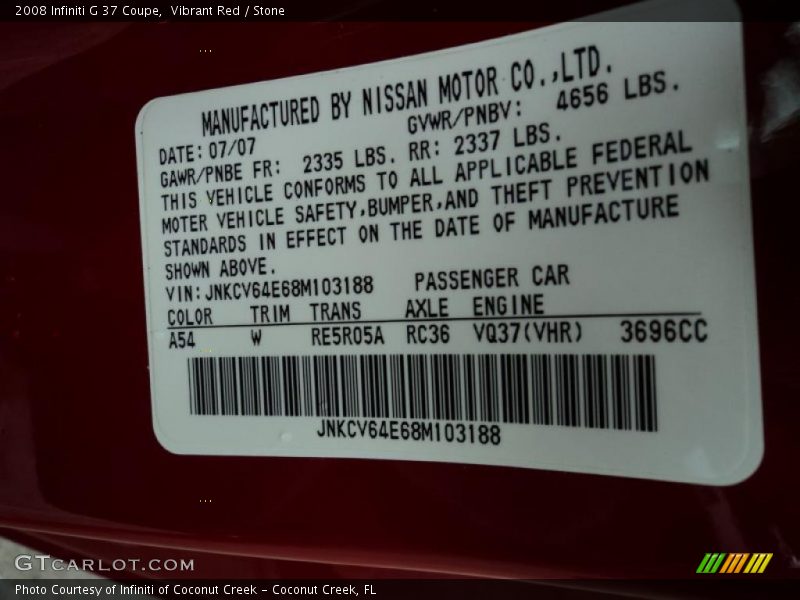 2008 Infiniti G 37 Coupe,  Vibrant Red / Stone
MANUFACTURED BY NISSAN MOTOR CO.,LTD.
DATE: 07/07 GVWR/PNBV: 4656 LBS.
GAWR/PNBE FR: 2335 LBS. RR: 2337 LBS.
THIS VEHICLE CONFORMS TO ALL APPLICABLE FEDERAL
MOTER VEHICLE SAFETY,BUMPER,AND THEFT PREVENTION
STANDARDS IN EFFECT ON THE DATE OF MANUFACTURE
SHOWN ABOVE.
VIN:JNKCV64E68M103188 PASSENGER CAR
COLOR TRIM TRANS AXLE ENGINE
A54 W RE5R05A RC36 VQ37(VHR) 3696CC
JNKCV64E68M103188
GTCARLOT.COM
Photo Courtesy of Infiniti of Coconut Creek – Coconut Creek, FL